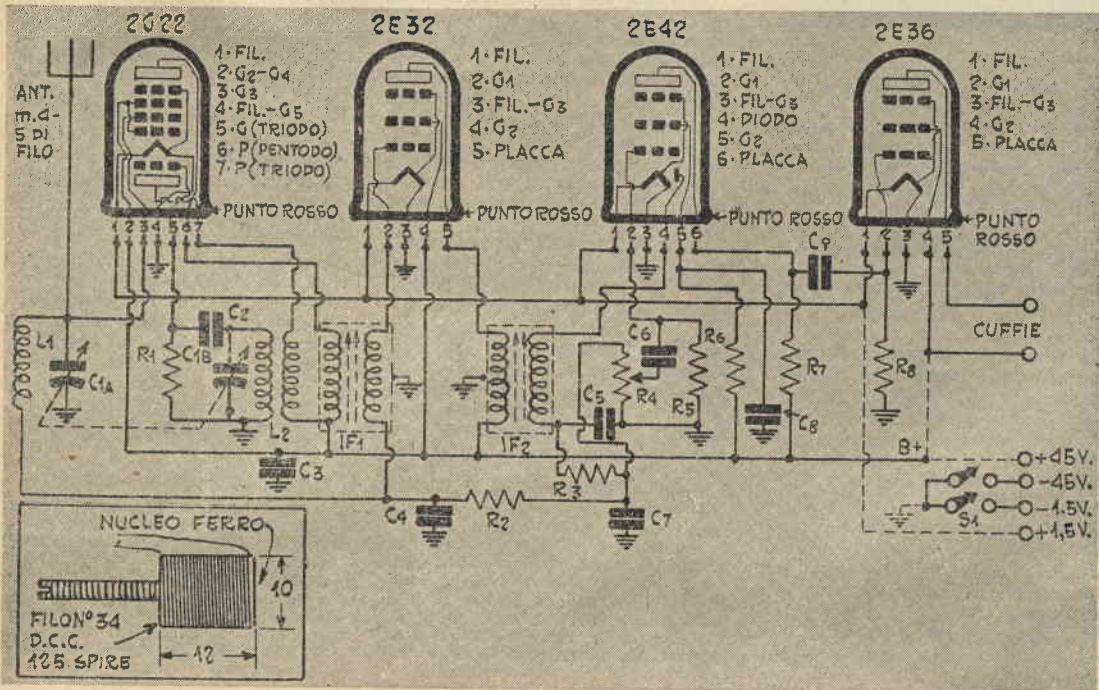 2G22
2E32
2E42
2E36
ANT.
m.4-
5 DI
FILO
1·FIL.
2·G2-G4
3·G3
4·FIL.-G5
5·G (TRIODO)
6·P (PENTODO)
7·P (TRIODO)
PUNTO ROSSO
1 2 3 4 5 6 7
1·FIL.
2·G1
3·FIL.-G3
4·G2
5·PLACCA
PUNTO ROSSO
1 2 3 4 5
1·FIL.
2·G1
3·FIL-G3
4·DIODO
5·G2
6·PLACCA
PUNTO ROSSO
1 2 3 4 5 6
1·FIL.
2·G1
3·FIL-G3
4·G2
5·PLACCA
PUNTO
ROSSO
1 2 3 4 5
C9
CUFFIE
L1
C1A
R1
C2
C1B
L2
IF1
IF2
C6
R6
R7
R8
C5
R4
R5
C8
C3
R3
B+
+45V.
-45V.
-1.5V.
+1,5V.
S1
C4
R2
C7
NUCLEO FERRO
10
FILO Nº 34
D.C.C.
125 SPIRE
12